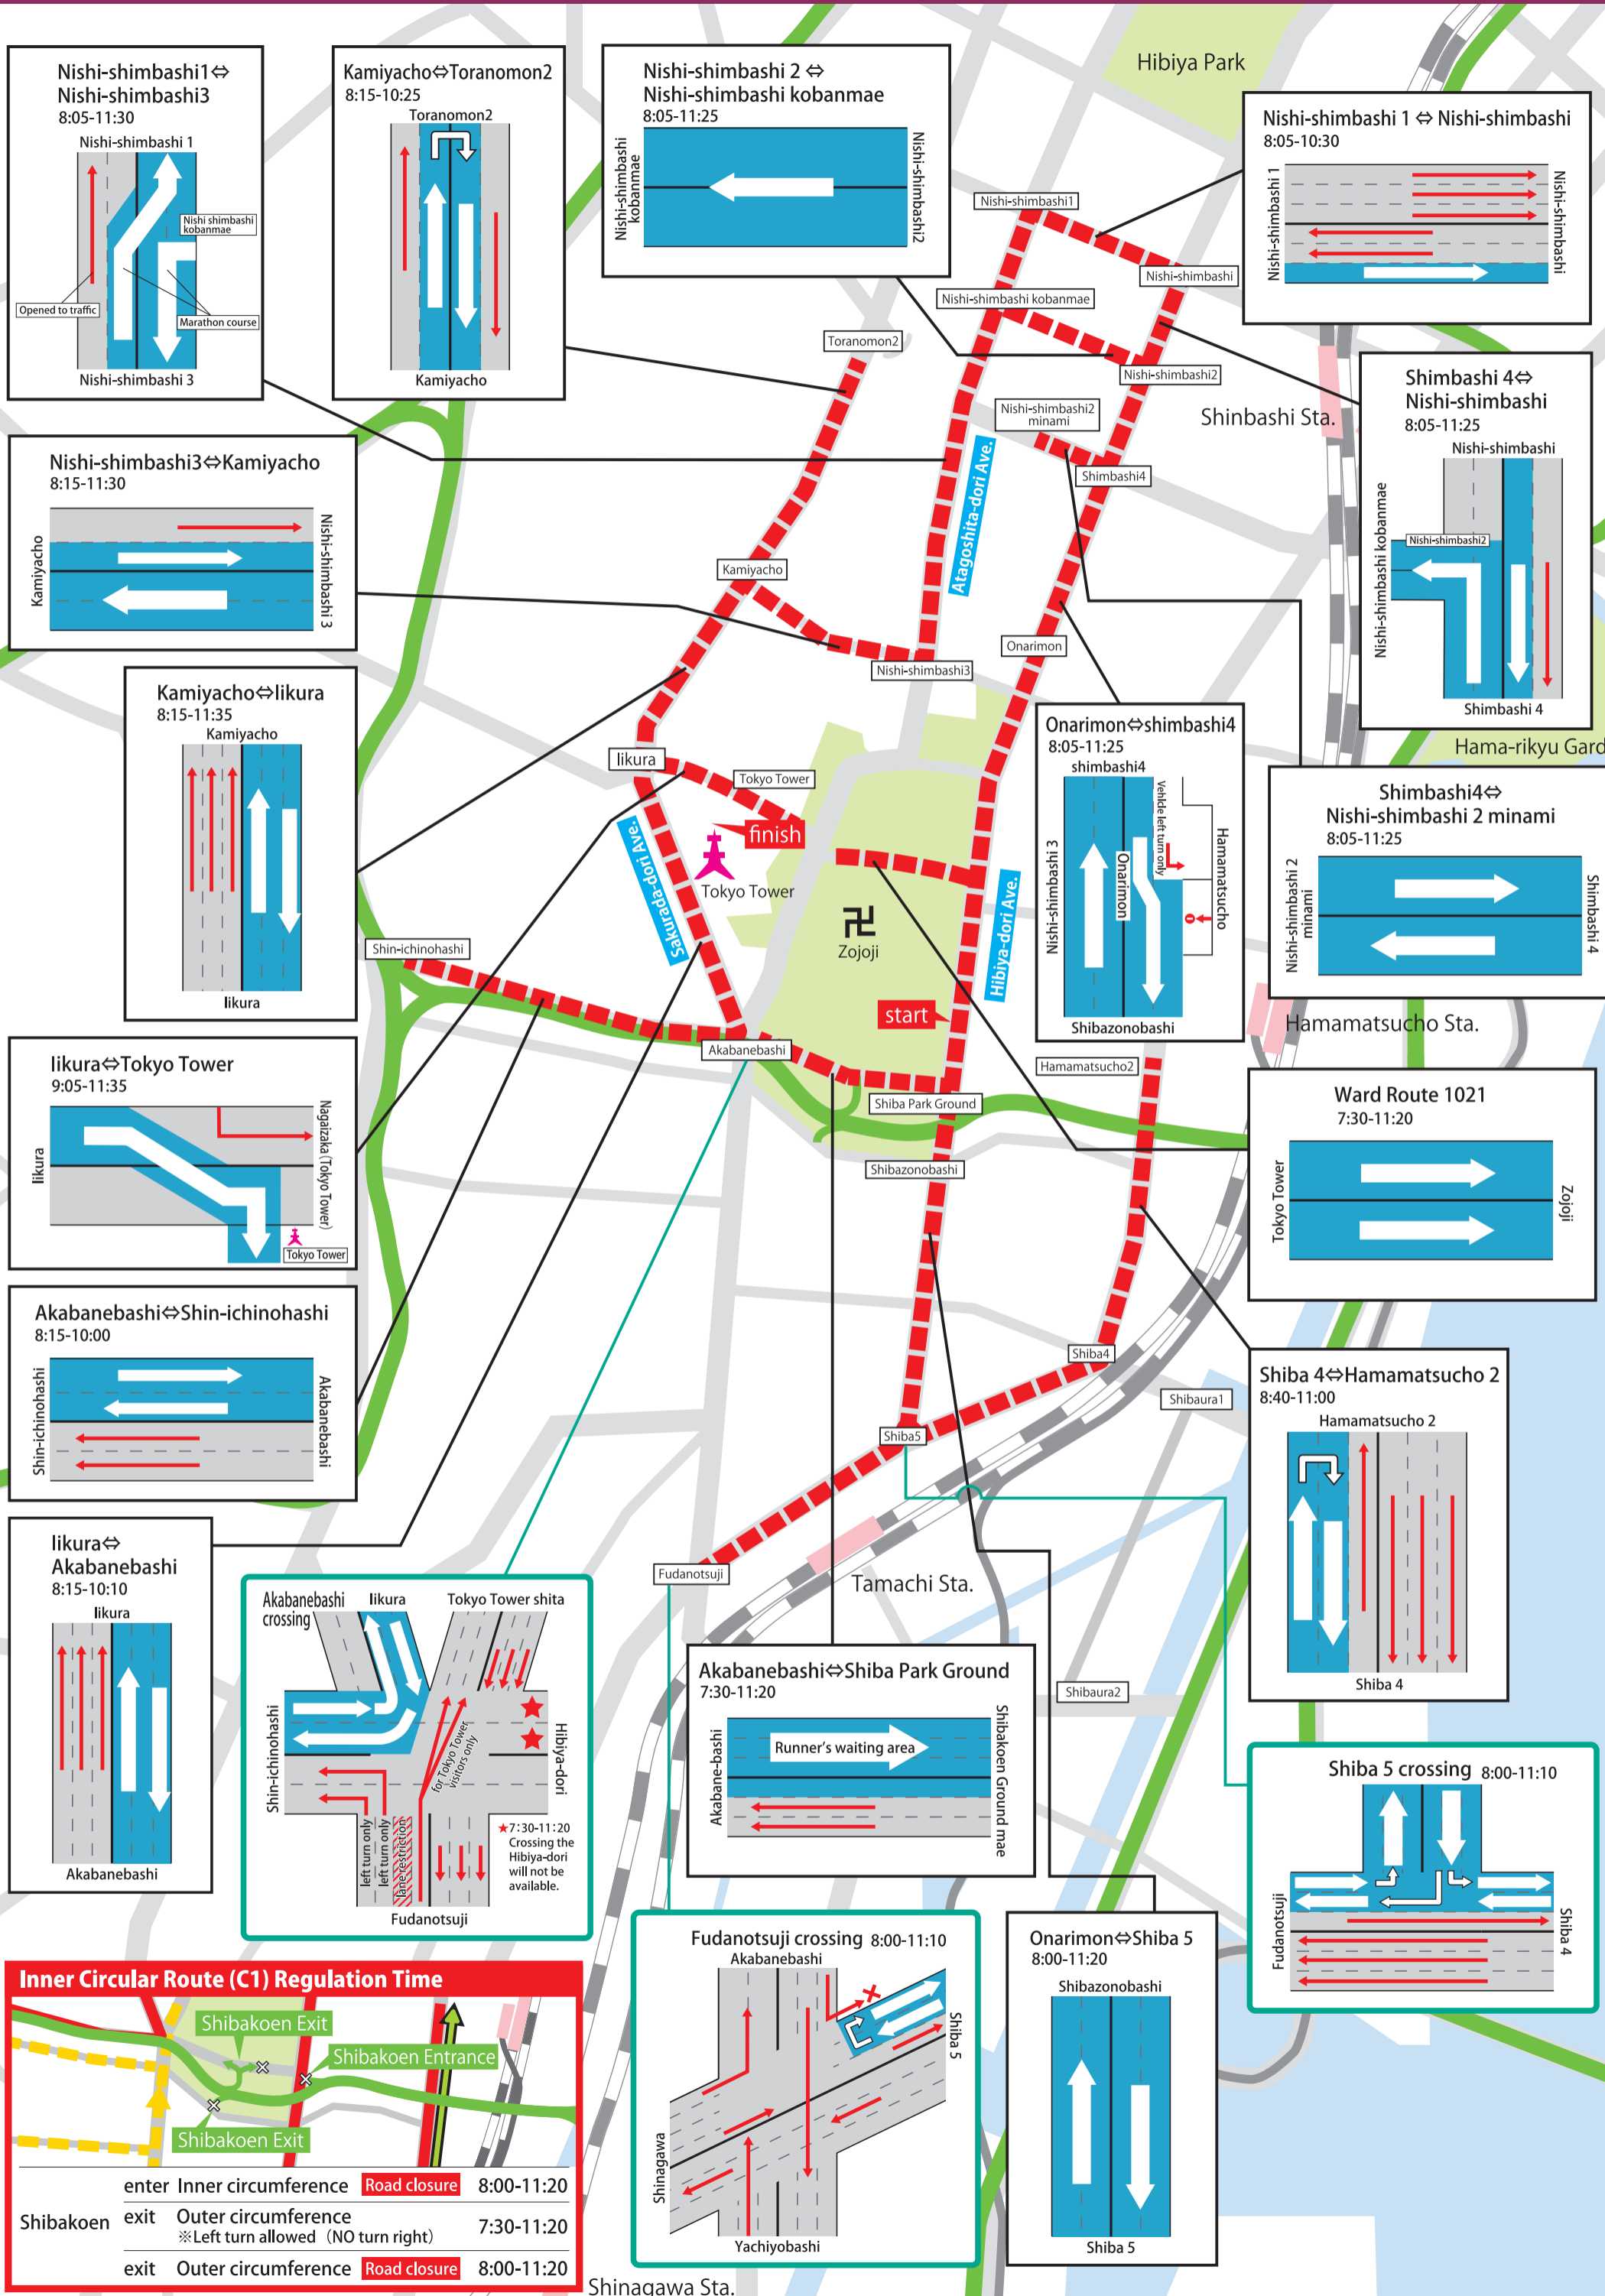 Hibiya Park
Nishi-shimbashi1⇔
Nishi-shimbashi3
8:05-11:30
Nishi-shimbashi 1
Nishi shimbashi
kobanmae
Opened to traffic
Marathon course
Nishi-shimbashi 3
Kamiyacho⇔Toranomon2
8:15-10:25
Toranomon2
Kamiyacho
Nishi-shimbashi 2 ⇔
Nishi-shimbashi kobanmae
8:05-11:25
Nishi-shimbashi
kobanmae
Nishi-shimbashi2
Nishi-shimbashi 1 ⇔ Nishi-shimbashi
8:05-10:30
Nishi-shimbashi 1
Nishi-shimbashi
Nishi-shimbashi1
Nishi-shimbashi
Nishi-shimbashi kobanmae
Toranomon2
Nishi-shimbashi2
Nishi-shimbashi2
minami
Shinbashi Sta.
Shimbashi4
Atagoshita-dori Ave.
Shimbashi 4⇔
Nishi-shimbashi
8:05-11:25
Nishi-shimbashi
Nishi-shimbashi2
Nishi-shimbashi kobanmae
Shimbashi 4
Nishi-shimbashi3⇔Kamiyacho
8:15-11:30
Kamiyacho
Nishi-shimbashi 3
Kamiyacho
Onarimon
Nishi-shimbashi3
Kamiyacho⇔Iikura
8:15-11:35
Kamiyacho
Iikura
Iikura
Tokyo Tower
finish
Tokyo Tower
Sakurada-dori Ave.
Zojoji
Hibiya-dori Ave.
start
Onarimon⇔shimbashi4
8:05-11:25
shimbashi4
Vehicle left turn only
Nishi-shimbashi 3
Onarimon
Hamamatsucho
Shibazonobashi
Hama-rikyu Gard
Shimbashi4⇔
Nishi-shimbashi 2 minami
8:05-11:25
Nishi-shimbashi 2
minami
Shimbashi 4
Shin-ichinohashi
Akabanebashi
Hamamatsucho Sta.
Hamamatsucho2
Shiba Park Ground
Shibazonobashi
Iikura⇔Tokyo Tower
9:05-11:35
Iikura
Nagaizaka (Tokyo Tower)
Tokyo Tower
Ward Route 1021
7:30-11:20
Tokyo Tower
Zojoji
Akabanebashi⇔Shin-ichinohashi
8:15-10:00
Shin-ichinohashi
Akabanebashi
Shiba4
Shibaura1
Shiba5
Shiba 4⇔Hamamatsucho 2
8:40-11:00
Hamamatsucho 2
Shiba 4
Iikura⇔
Akabanebashi
8:15-10:10
Iikura
Akabanebashi
Fudanotsuji
Tamachi Sta.
Shibaura2
Akabanebashi
crossing
Iikura
Tokyo Tower shita
Shin-ichinohashi
Hibiya-dori
for Tokyo Tower
visitors only
left turn only
left turn only
lane restriction
★7:30-11:20
Crossing the
Hibiya-dori
will not be
available.
Fudanotsuji
Akabanebashi⇔Shiba Park Ground
7:30-11:20
Akabane-bashi
Runner's waiting area
Shibakoen Ground mae
Shiba 5 crossing 8:00-11:10
Fudanotsuji
Shiba 4
Fudanotsuji crossing 8:00-11:10
Akabanebashi
Shiba 5
Shinagawa
Yachiyobashi
Onarimon⇔Shiba 5
8:00-11:20
Shibazonobashi
Shiba 5
Inner Circular Route (C1) Regulation Time
Shibakoen Exit
Shibakoen Entrance
Shibakoen Exit
Shibakoen
enter Inner circumference Road closure 8:00-11:20
exit Outer circumference
※Left turn allowed (NO turn right) 7:30-11:20
exit Outer circumference Road closure 8:00-11:20
Shinagawa Sta.